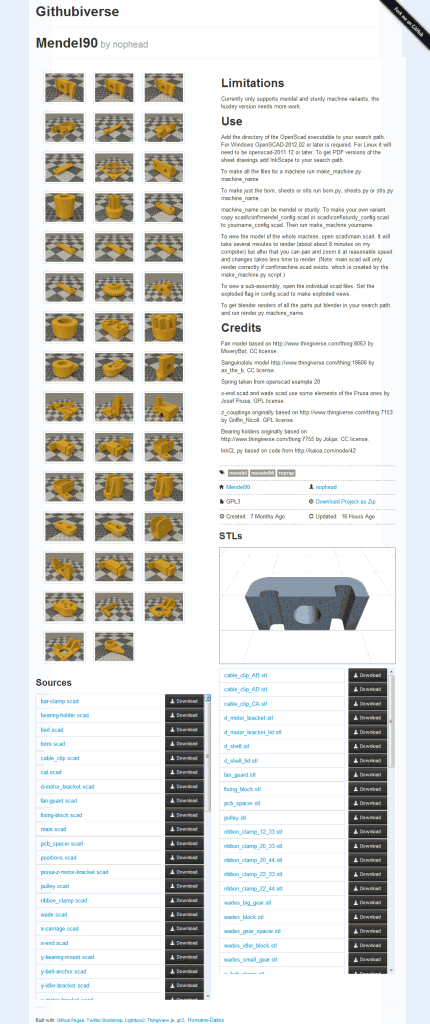 Githubiverse
Fork me on GitHub
Mendel90 by nophead
Limitations
Currently only supports mendel and sturdy machine variants, the
huxley version needs more work.
Use
Add the directory of the OpenScad executable to your search path.
For Windows OpenSCAD-2012.02 or later is required. For Linux it will
need to be openscad-2011.12 or later. To get PDF versions of the
sheet drawings add InkScape to your search path.
To make all the files for a machine run make_machine.py
machine_name
To make just the bom, sheets or stls run bom.py, sheets.py or stls.py
machine_name.
machine_name can be mendel or sturdy. To make your own variant
copy scad\conf\mendel_config.scad or scad\conf\sturdy_config.scad
to yourname_config.scad. Then run make_machine yourname.
To view the model of the whole machine, open scad\main.scad. It will
take several minutes to render (about about 6 minutes on my
computer) but after that you can pan and zoom it at reasonable speed
and changes takes less time to render. (Note: main.scad will only
render correctly if conf\machine.scad exists, which is created by the
make_machine.py script.)
To view a sub-assembly, open the individual scad files. Set the
exploded flag in config.scad to make exploded views.
To get blender renders of all the parts put blender in your search path
and run render.py machine_name.
Credits
Fan model based on http://www.thingiverse.com/thing:8063 by
MiseryBot, CC license.
Sanguinololu model http://www.thingiverse.com/thing:18606 by
ax_the_b, CC license.
Spring taken from openscad example 20
x-end.scad and wade.scad use some elements of the Prusa ones by
Josef Prusa, GPL license.
z_couplings originally based on http://www.thingiverse.com/thing:7153
by Griffin_Nicoll, GPL license.
Bearing holders originally based on
http://www.thingiverse.com/thing:7755 by Jolijar, CC license.
InkCL.py based on code from http://kaioa.com/node/42
mendel mendel90 reprap
Mendel90 nophead
GPL3 Download Project as Zip
Created: 7 Months Ago Updated: 16 Hours Ago
STLs
cable_clip_AB.stl Download
cable_clip_AD.stl Download
cable_clip_CA.stl Download
d_motor_bracket.stl Download
d_motor_bracket_lid.stl Download
d_shell.stl Download
d_shell_lid.stl Download
fan_guard.stl Download
fixing_block.stl Download
pcb_spacer.stl Download
pulley.stl Download
ribbon_clamp_12_33.stl Download
ribbon_clamp_20_33.stl Download
ribbon_clamp_20_44.stl Download
ribbon_clamp_22_33.stl Download
ribbon_clamp_22_44.stl Download
wades_big_gear.stl Download
wades_block.stl Download
wades_gear_spacer.stl Download
wades_idler_block.stl Download
wades_small_gear.stl Download
Sources
bar-clamp.scad Download
bearing-holder.scad Download
bed.scad Download
bom.scad Download
cable_clip.scad Download
cat.scad Download
d-motor_bracket.scad Download
fan-guard.scad Download
fixing-block.scad Download
main.scad Download
pcb_spacer.scad Download
positions.scad Download
prusa-z-motor-bracket.scad Download
pulley.scad Download
ribbon_clamp.scad Download
wade.scad Download
x-carriage.scad Download
x-end.scad Download
y-bearing-mount.scad Download
y-belt-anchor.scad Download
y-idler-bracket.scad Download
Built with: Github Pages, Twitter Bootstrap, Lightbox2, Thingiview.js, gh3, Humane-Dates